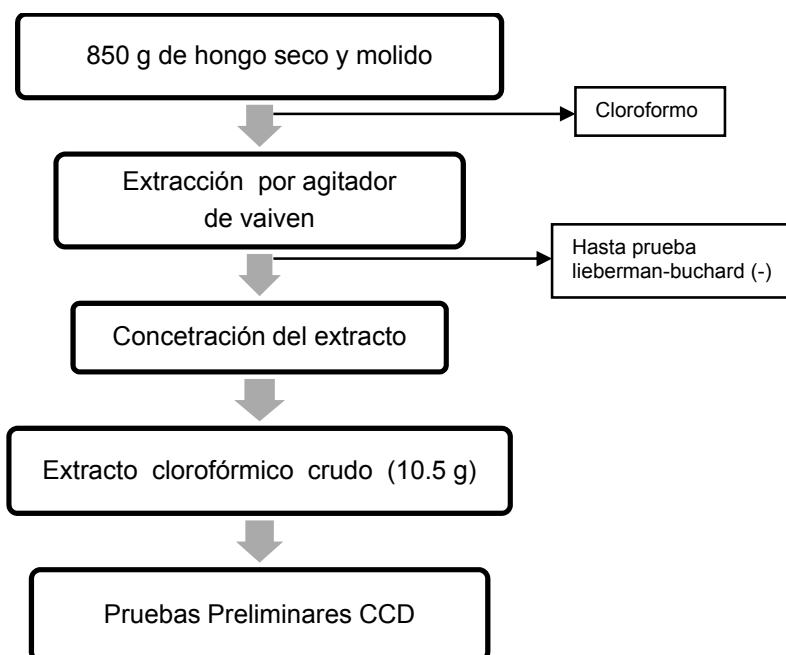 850 g de hongo seco y molido
Cloroformo
Extracción por agitador
de vaiven
Hasta prueba
lieberman-buchard (-)
Concetración del extracto
Extracto clorofórmico crudo (10.5 g)
Pruebas Preliminares CCD